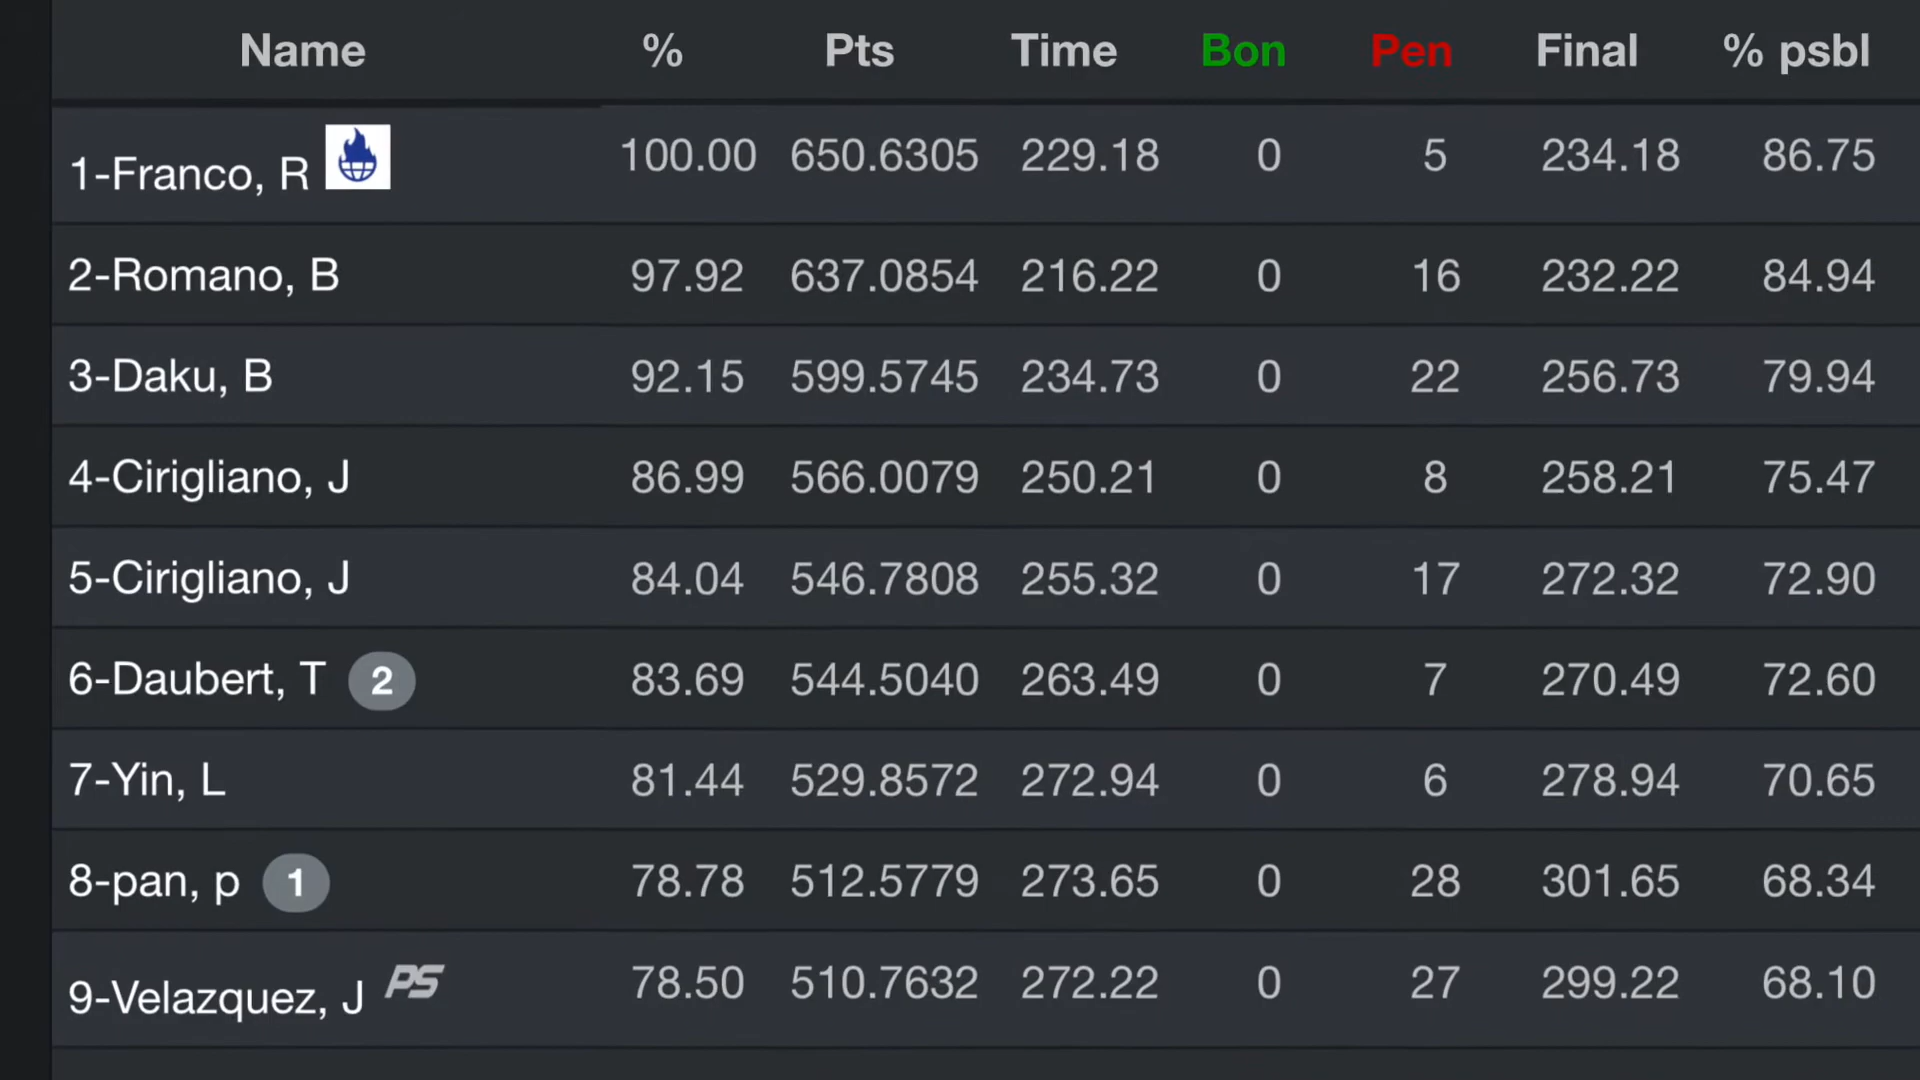 Name % Pts Time Bon Pen Final % psbl
1-Franco, R 100.00 650.6305 229.18 0 5 234.18 86.75
2-Romano, B 97.92 637.0854 216.22 0 16 232.22 84.94
3-Daku, B 92.15 599.5745 234.73 0 22 256.73 79.94
4-Cirigliano, J 86.99 566.0079 250.21 0 8 258.21 75.47
5-Cirigliano, J 84.04 546.7808 255.32 0 17 272.32 72.90
6-Daubert, T 2 83.69 544.5040 263.49 0 7 270.49 72.60
7-Yin, L 81.44 529.8572 272.94 0 6 278.94 70.65
8-pan, p 1 78.78 512.5779 273.65 0 28 301.65 68.34
9-Velazquez, J PS 78.50 510.7632 272.22 0 27 299.22 68.10